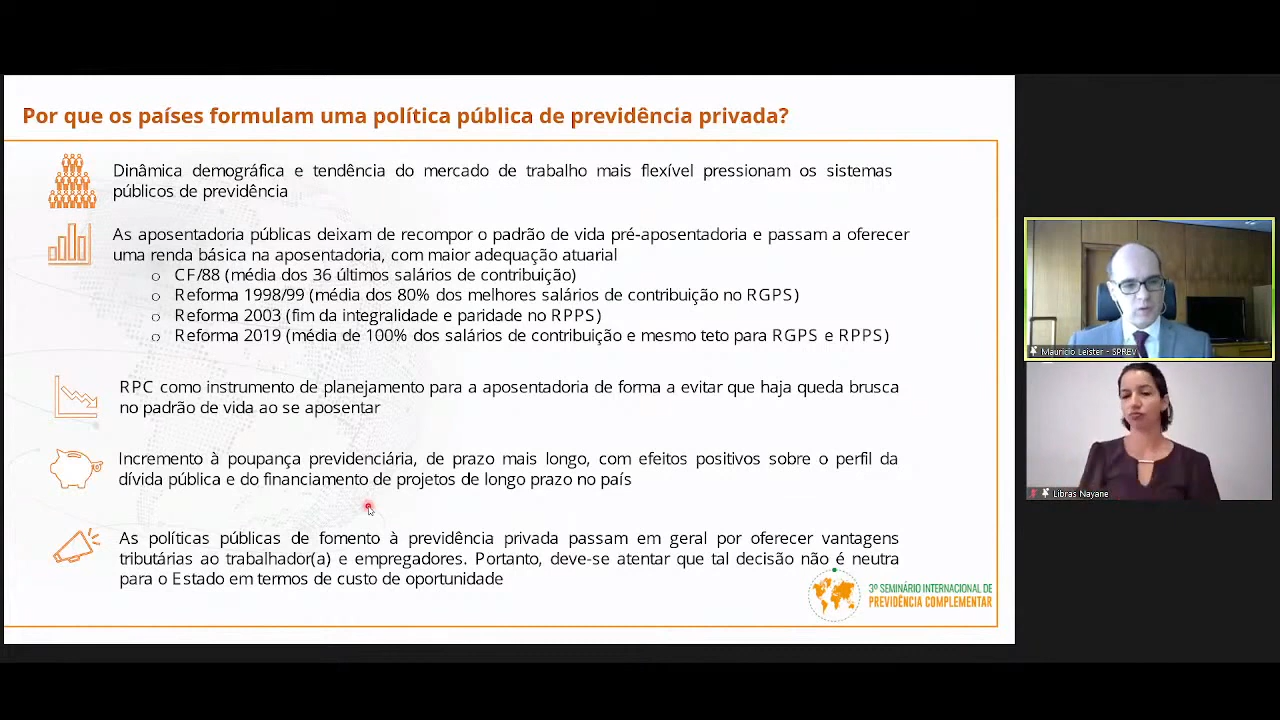 Por que os países formulam uma política pública de previdência privada?
Dinâmica demográfica e tendência do mercado de trabalho mais flexível pressionam os sistemas
públicos de previdência
As aposentadoria públicas deixam de recompor o padrão de vida pré-aposentadoria e passam a oferecer
uma renda básica na aposentadoria, com maior adequação atuarial
○ CF/88 (média dos 36 últimos salários de contribuição)
○ Reforma 1998/99 (média dos 80% dos melhores salários de contribuição no RGPS)
○ Reforma 2003 (fim da integralidade e paridade no RPPS)
○ Reforma 2019 (média de 100% dos salários de contribuição e mesmo teto para RGPS e RPPS)
RPC como instrumento de planejamento para a aposentadoria de forma a evitar que haja queda brusca
no padrão de vida ao se aposentar
Incremento à poupança previdenciária, de prazo mais longo, com efeitos positivos sobre o perfil da
dívida pública e do financiamento de projetos de longo prazo no país
As políticas públicas de fomento à previdência privada passam em geral por oferecer vantagens
tributárias ao trabalhador(a) e empregadores. Portanto, deve-se atentar que tal decisão não é neutra
para o Estado em termos de custo de oportunidade
3º SEMINÁRIO INTERNACIONAL DE
PREVIDÊNCIA COMPLEMENTAR
Mauricio Leister - SPREV
Libras Nayane